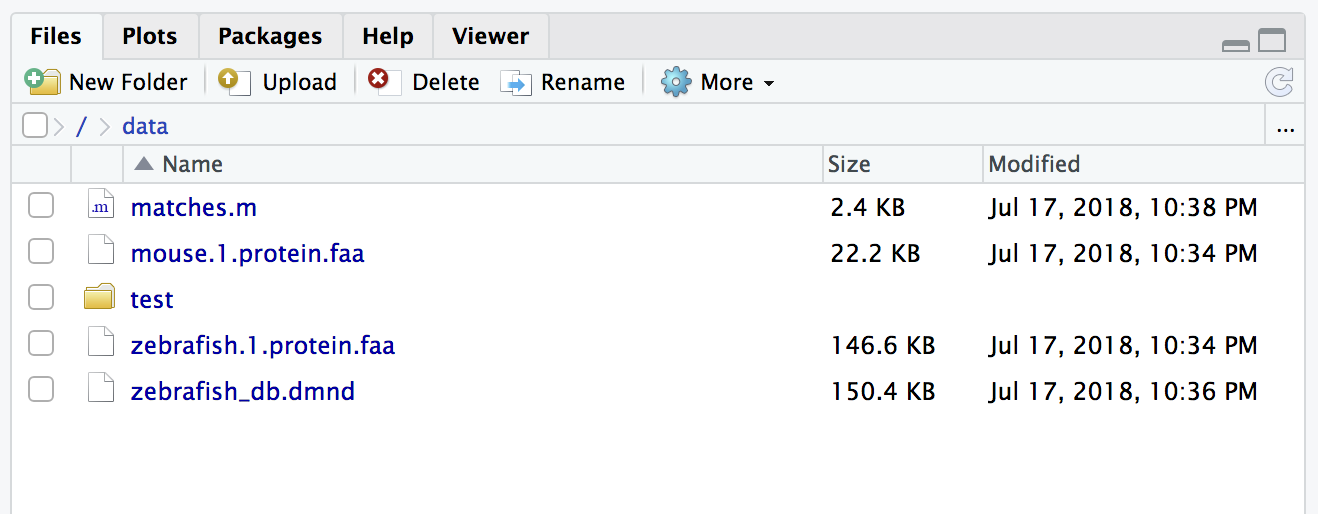 Files Plots Packages Help Viewer
New Folder Upload Delete Rename More
/ data ...
Name Size Modified
.m matches.m 2.4 KB Jul 17, 2018, 10:38 PM
mouse.1.protein.faa 22.2 KB Jul 17, 2018, 10:34 PM
test
zebrafish.1.protein.faa 146.6 KB Jul 17, 2018, 10:34 PM
zebrafish_db.dmnd 150.4 KB Jul 17, 2018, 10:36 PM